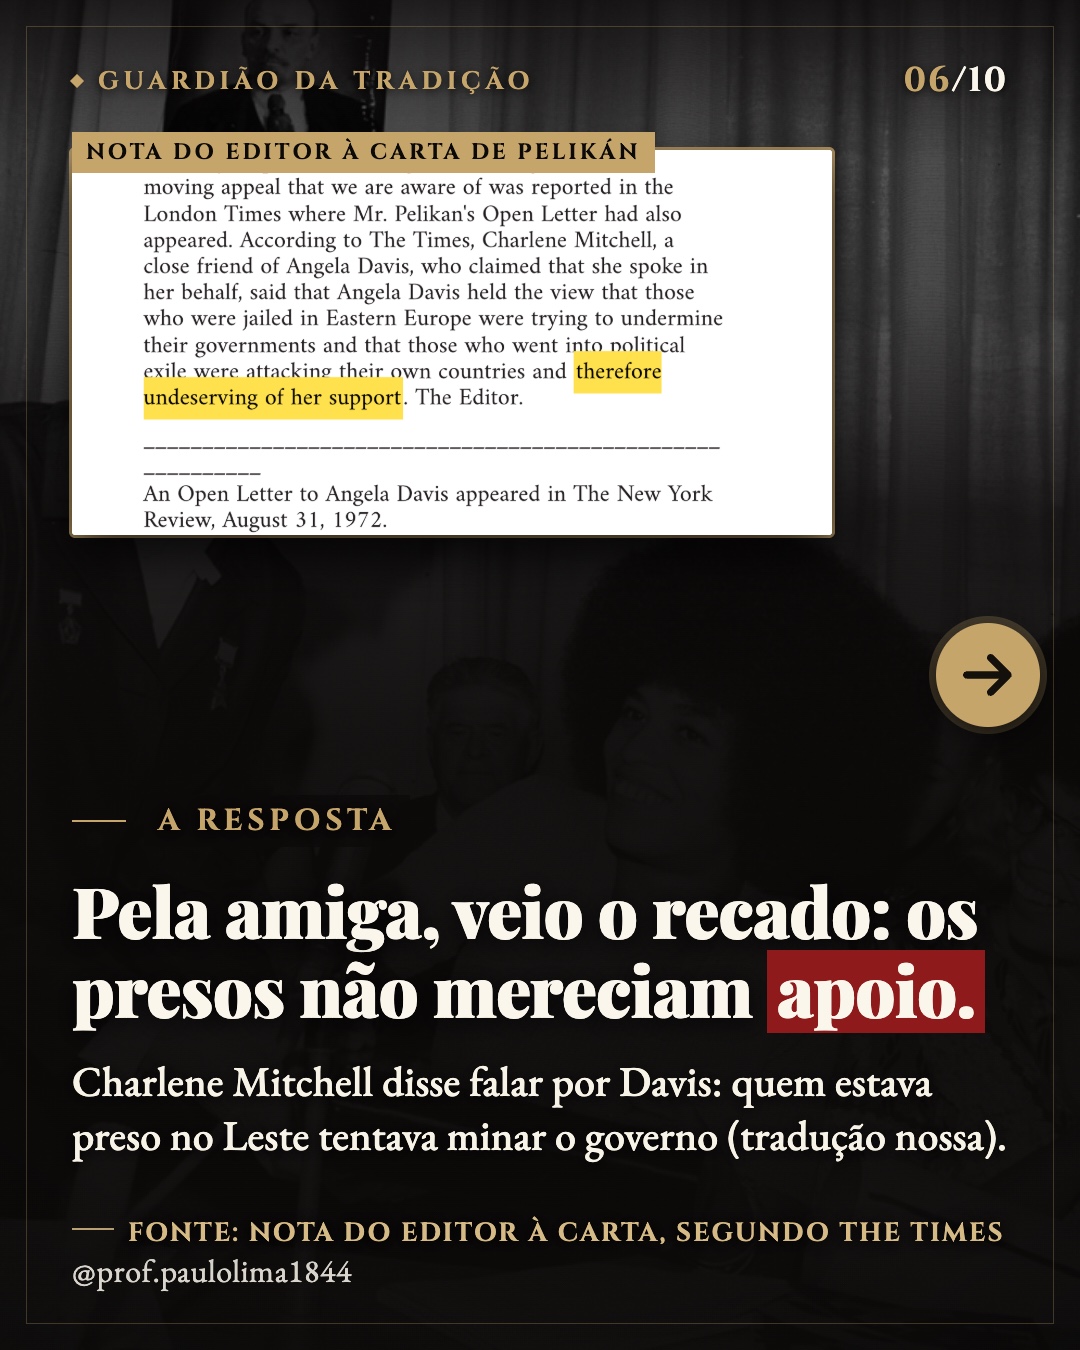 GUARDIÃO DA TRADIÇÃO
06/10
NOTA DO EDITOR À CARTA DE PELIKÁN
moving appeal that we are aware of was reported in the
London Times where Mr. Pelikan's Open Letter had also
appeared. According to The Times, Charlene Mitchell, a
close friend of Angela Davis, who claimed that she spoke in
her behalf, said that Angela Davis held the view that those
who were jailed in Eastern Europe were trying to undermine
their governments and that those who went into political
exile were attacking their own countries and therefore
undeserving of her support. The Editor.
An Open Letter to Angela Davis appeared in The New York
Review, August 31, 1972.
A RESPOSTA
Pela amiga, veio o recado: os
presos não mereciam apoio.
Charlene Mitchell disse falar por Davis: quem estava
preso no Leste tentava minar o governo (tradução nossa).
FONTE: NOTA DO EDITOR À CARTA, SEGUNDO THE TIMES
@prof.paulolima1844